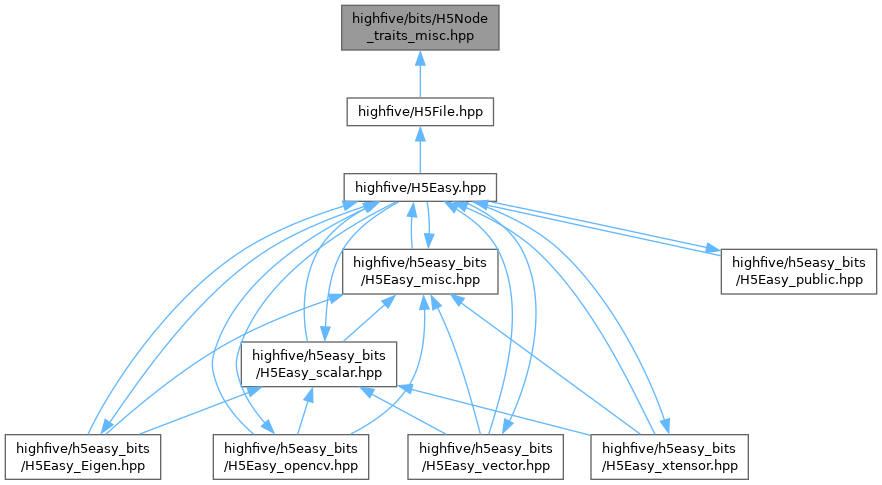 highfive/bits/H5Node
_traits_misc.hpp
highfive/H5File.hpp
highfive/H5Easy.hpp
highfive/h5easy_bits
/H5Easy_misc.hpp
highfive/h5easy_bits
/H5Easy_public.hpp
highfive/h5easy_bits
/H5Easy_scalar.hpp
highfive/h5easy_bits
/H5Easy_Eigen.hpp
highfive/h5easy_bits
/H5Easy_opencv.hpp
highfive/h5easy_bits
/H5Easy_vector.hpp
highfive/h5easy_bits
/H5Easy_xtensor.hpp